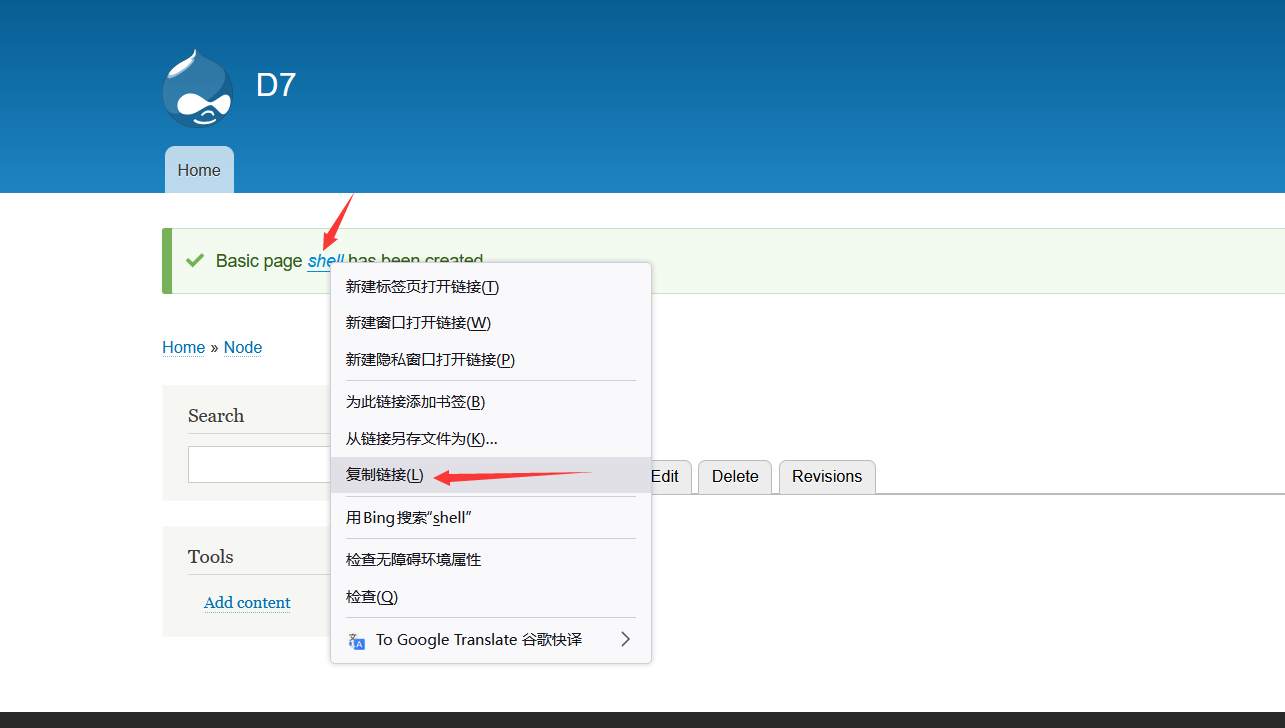 D7
Home
Basic page shell has been created.
新建标签页打开链接(T)
新建窗口打开链接(W)
Home » Node
新建隐私窗口打开链接(P)
Search
为此链接添加书签(B)
从链接另存文件为(K)...
复制链接(L)
Edit
Delete
Revisions
用 Bing 搜索“shell”
Tools
检查无障碍环境属性
Add content
检查(Q)
To Google Translate 谷歌快译